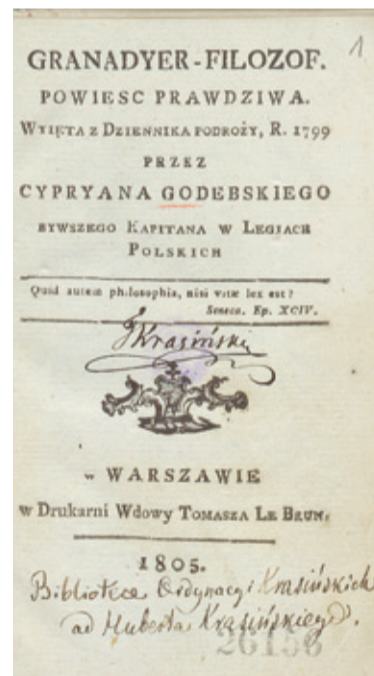 1
GRANADYER-FILOZOF.
POWIESC PRAWDZIWA.
WYIĘTA Z DZIENNIKA PODROŻY, R. 1799
PRZEZ
CYPRYANA GODEBSKIEGO
BYWSZEGO KAPITANA W LEGJACH
POLSKICH
Quid autem philosophia, nisi vitæ lex est?
Seneca. Ep. XCIV.
Krasiński
w WARSZAWIE
w Drukarni Wdowy TOMASZA LE BRUN,
1805.
Bibliotece Ordynacyi Krasińskich
od Huberta Krasińskiego.
26156